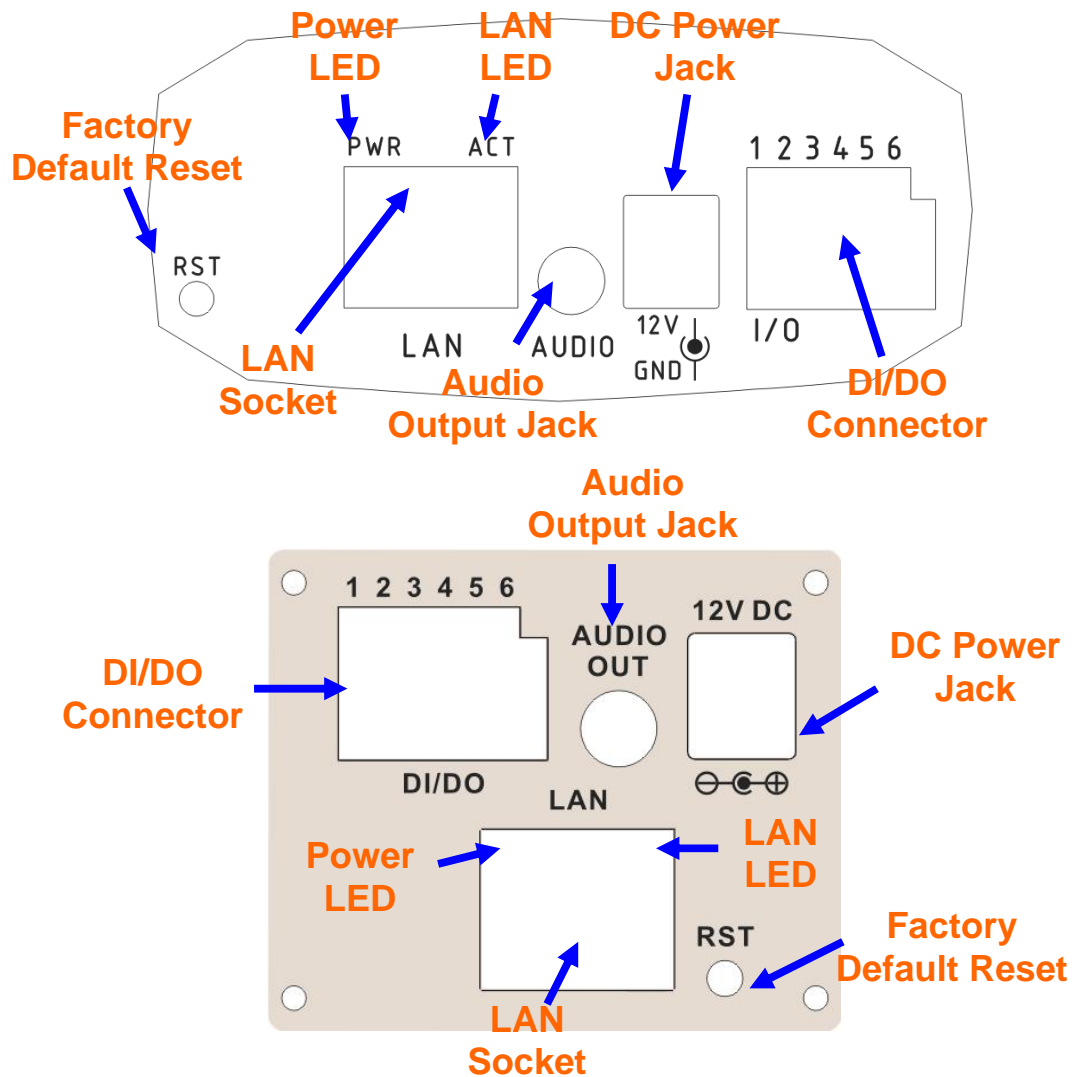 Power
LED
LAN
LED
DC Power
Jack
Factory
Default Reset
PWR
ACT
1 2 3 4 5 6
RST
LAN
AUDIO
12V
GND
I/O
LAN
Socket
Audio
Output Jack
DI/DO
Connector
Audio
Output Jack
1 2 3 4 5 6
AUDIO
OUT
12V DC
DI/DO
Connector
DC Power
Jack
DI/DO
LAN
Power
LED
LAN
LED
RST
Factory
Default Reset
LAN
Socket